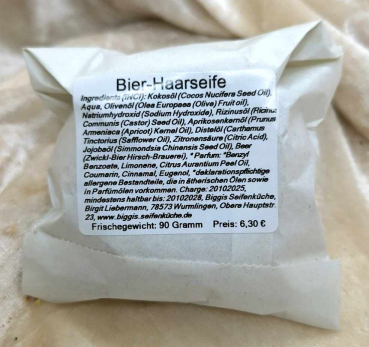 Bier-Haarseife
Ingredients (INCI): Kokosöl (Cocos Nucifera Seed Oil),
Aqua, Olivenöl (Olea Europaea (Olive) Fruit oil),
Natriumhydroxid (Sodium Hydroxide), Rizinusöl (Ricinus
Communis (Castor) Seed Oil), Aprikosenkernöl (Prunus
Armeniaca (Apricot) Kernel Oil), Distelöl (Carthamus
Tinctorius (Safflower Oil), Zitronensäure (Citric Acid),
Jojobaöl (Simmondsia Chinensis Seed Oil), Beer
(Zwickl-Bier Hirsch-Brauerei), * Parfum: *Benzyl
Benzoate, Limonene, Citrus Aurantium Peel Oil,
Coumarin, Cinnamal, Eugenol, *deklarationspflichtige
allergene Bestandteile, die in ätherischen Ölen sowie
in Parfümölen vorkommen. Charge: 20102025,
mindestens haltbar bis: 20102028, Biggis Seifenküche,
Birgit Liebermann, 78573 Wurmlingen, Obere Hauptstr.
23, www.biggis.seifenküche.de
Frischegewicht: 90 Gramm Preis: 6,30 €